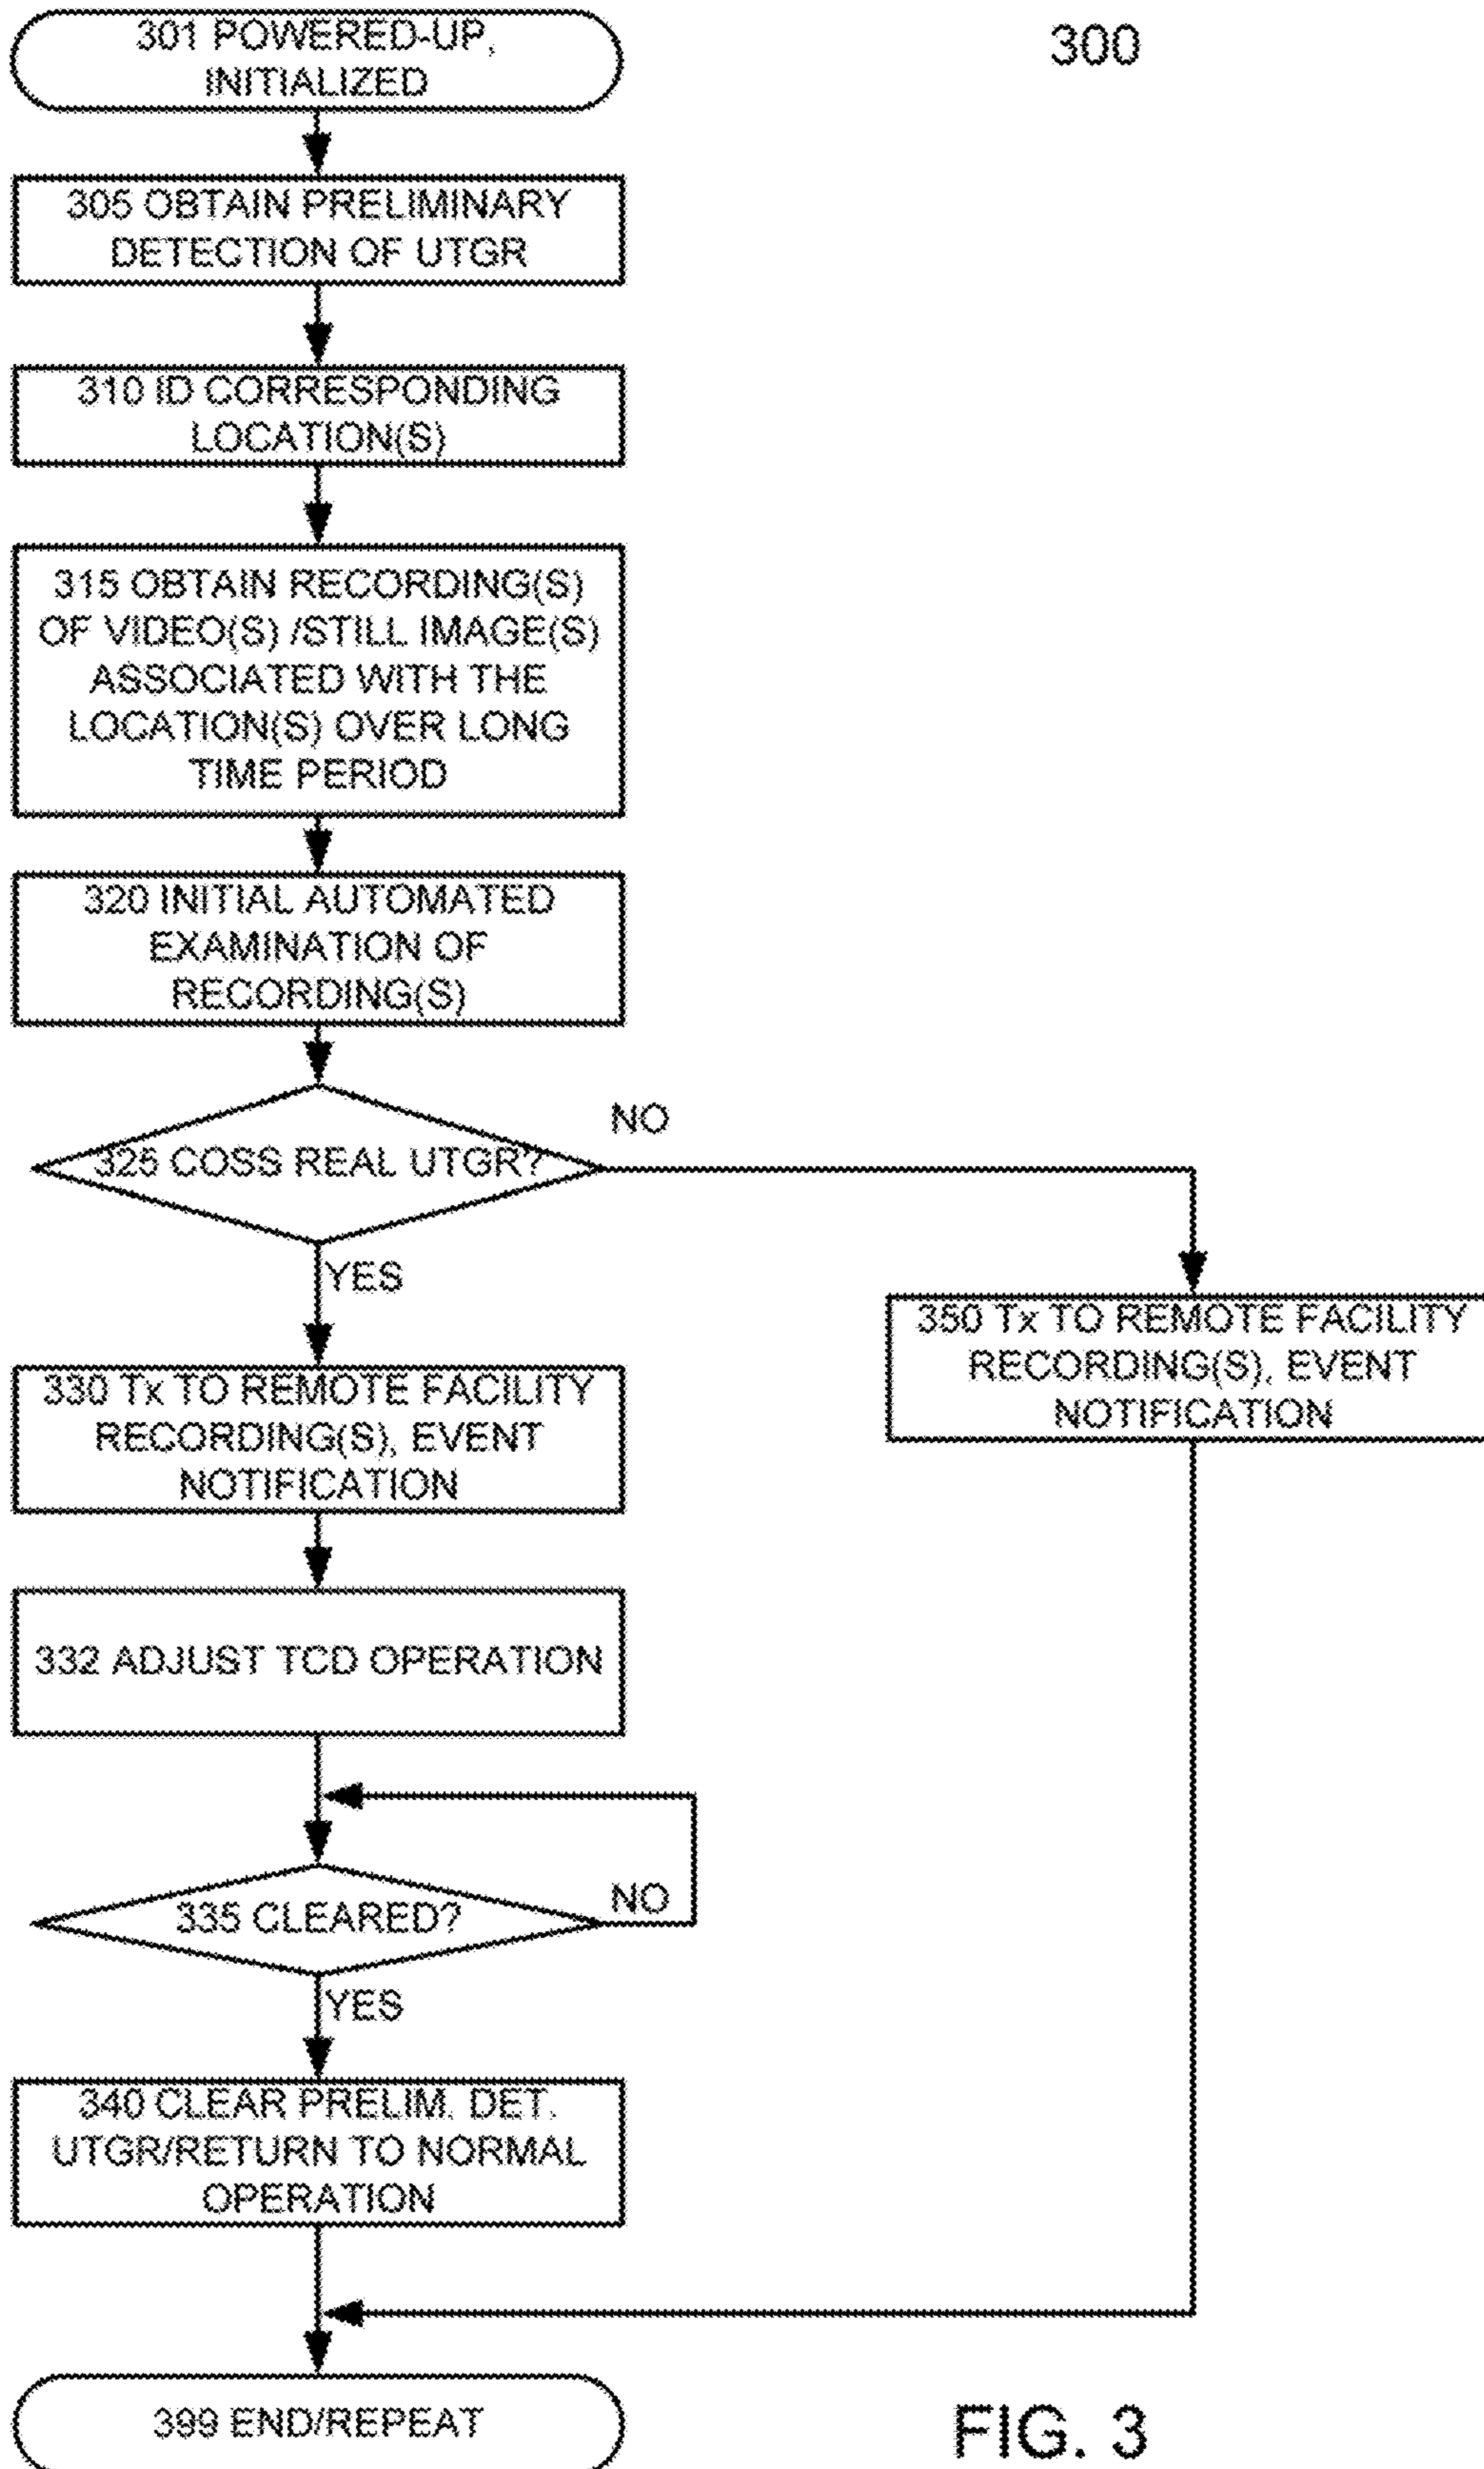 301 POWERED-UP,
INITIALIZED
300
305 OBTAIN PRELIMINARY
DETECTION OF UTGR
310 ID CORRESPONDING
LOCATION(S)
315 OBTAIN RECORDING(S)
OF VIDEO(S) /STILL IMAGE(S)
ASSOCIATED WITH THE
LOCATION(S) OVER LONG
TIME PERIOD
320 INITIAL AUTOMATED
EXAMINATION OF
RECORDING(S)
325 COSS REAL UTGR?
NO
YES
350 Tx TO REMOTE FACILITY
RECORDING(S), EVENT
NOTIFICATION
330 Tx TO REMOTE FACILITY
RECORDING(S), EVENT
NOTIFICATION
332 ADJUST TCD OPERATION
335 CLEARED?
NO
YES
340 CLEAR PRELIM. DET.
UTGR/RETURN TO NORMAL
OPERATION
399 END/REPEAT
FIG. 3